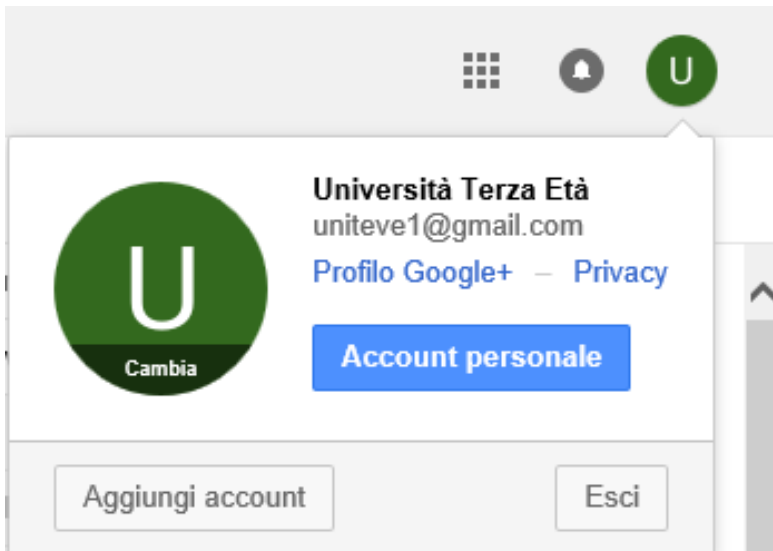 U
Università Terza Età
uniteve1@gmail.com
Profilo Google+ – Privacy
U
Cambia
Account personale
Aggiungi account
Esci